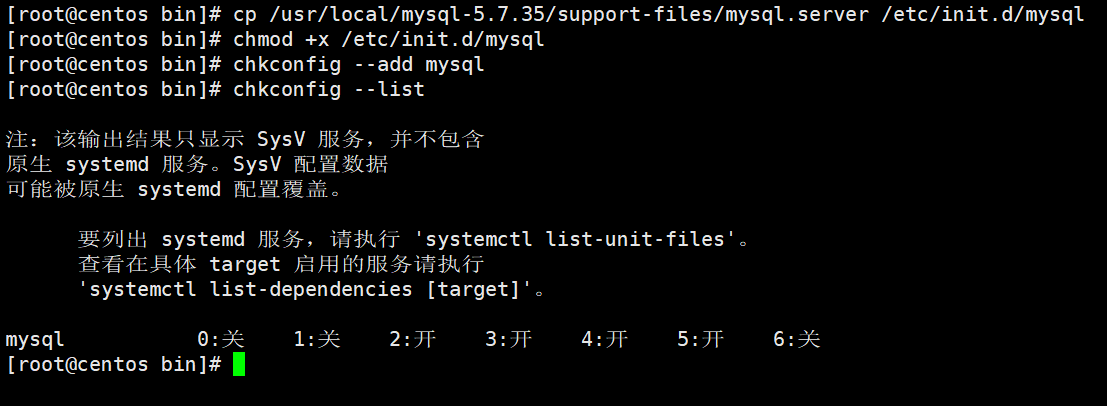 [root@centos bin]# cp /usr/local/mysql-5.7.35/support-files/mysql.server /etc/init.d/mysql
[root@centos bin]# chmod +x /etc/init.d/mysql
[root@centos bin]# chkconfig --add mysql
[root@centos bin]# chkconfig --list
注：该输出结果只显示 SysV 服务，并不包含
原生 systemd 服务。SysV 配置数据
可能被原生 systemd 配置覆盖。
要列出 systemd 服务，请执行 'systemctl list-unit-files'。
查看在具体 target 启用的服务请执行
'systemctl list-dependencies [target]'。
mysql 0:关 1:关 2:开 3:开 4:开 5:开 6:关
[root@centos bin]#